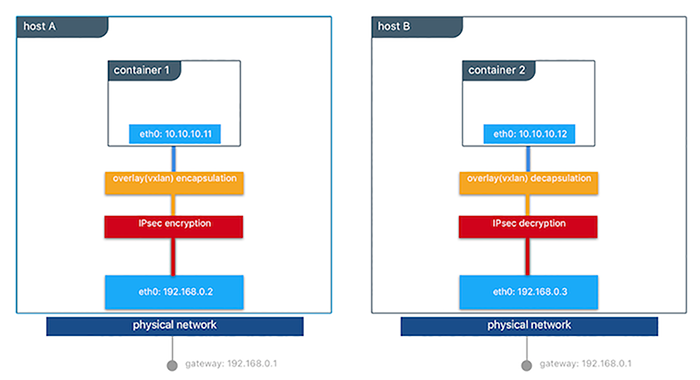 host A
container 1
eth0: 10.10.10.11
overlay(vxlan) encapsulation
IPsec encryption
eth0: 192.168.0.2
physical network
gateway: 192.168.0.1
host B
container 2
eth0: 10.10.10.12
overlay(vxlan) decapsulation
IPsec decryption
eth0: 192.168.0.3
physical network
gateway: 192.168.0.1